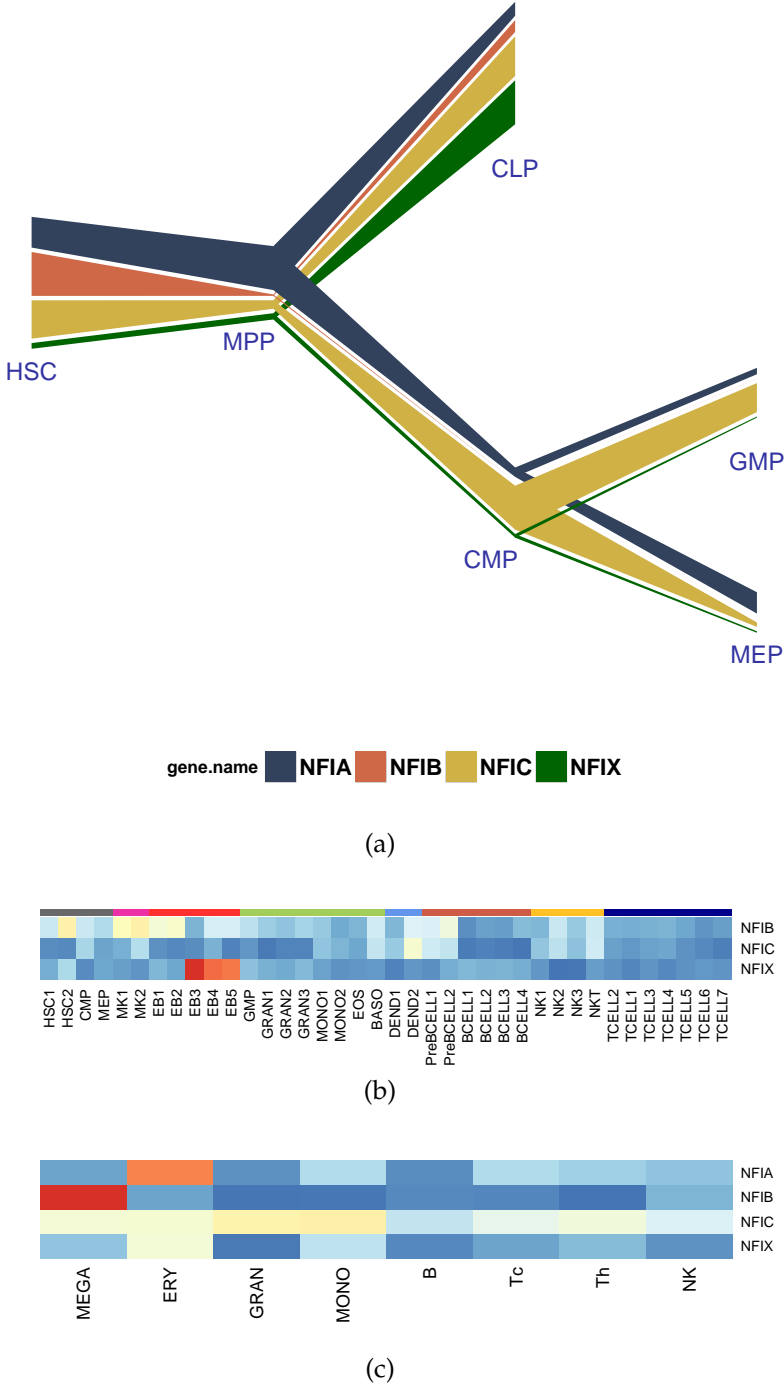 CLP
MPP
HSC
GMP
CMP
MEP
gene.name NFIA NFIB NFIC NFIX
(a)
NFIB
NFIC
NFIX
HSC1 HSC2 CMP MEP MK1 MK2 EB1 EB2 EB3 EB4 EB5 GMP GRAN1 GRAN2 GRAN3 MONO1 MONO2 EOS BASO DEND1 DEND2 PreBCELL1 PreBCELL2 BCELL1 BCELL2 BCELL3 BCELL4 NK1 NK2 NK3 NKT TCELL2 TCELL1 TCELL3 TCELL4 TCELL5 TCELL6 TCELL7
(b)
NFIA
NFIB
NFIC
NFIX
MEGA ERY GRAN MONO B Tc Th NK
(c)